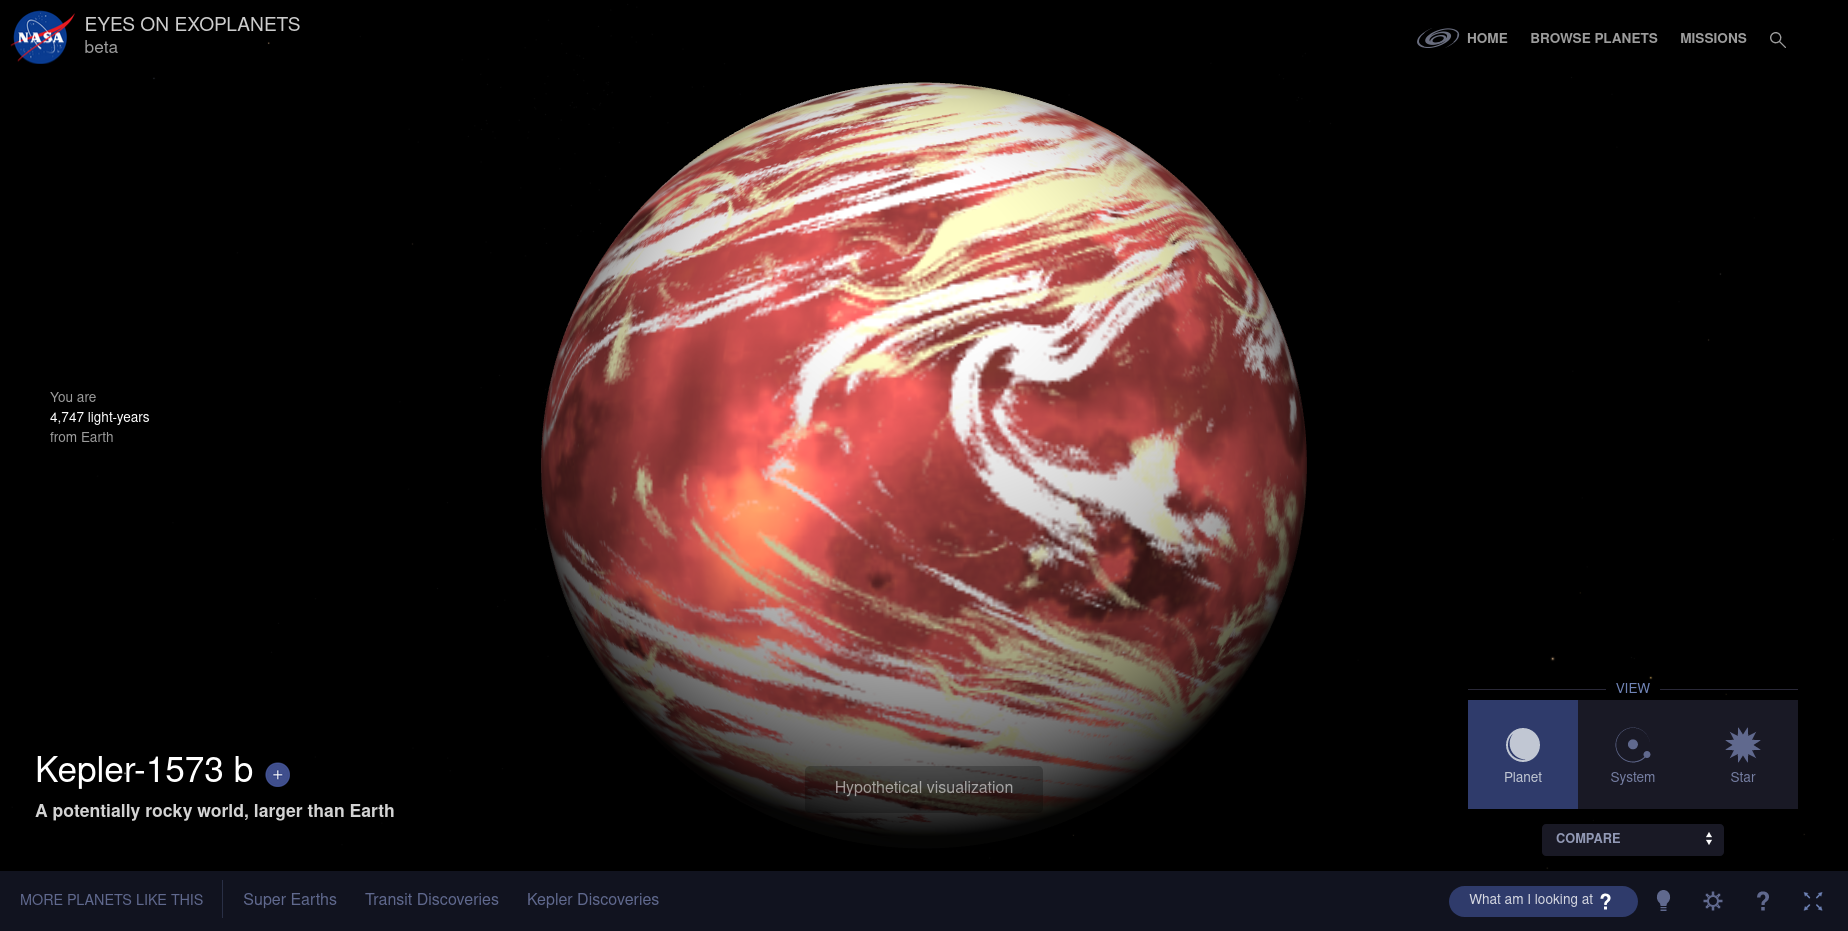 NASA
EYES ON EXOPLANETS
beta
HOME
BROWSE PLANETS
MISSIONS
You are
4,747 light-years
from Earth
Kepler-1573 b +
A potentially rocky world, larger than Earth
Hypothetical visualization
VIEW
Planet
System
Star
COMPARE
MORE PLANETS LIKE THIS
Super Earths
Transit Discoveries
Kepler Discoveries
What am I looking at ?
?